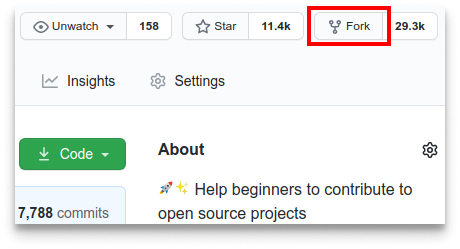 Unwatch 158 Star 11.4k Fork 29.3k
Insights Settings
Code
About
🚀✨ Help beginners to contribute to
open source projects
7,788 commits